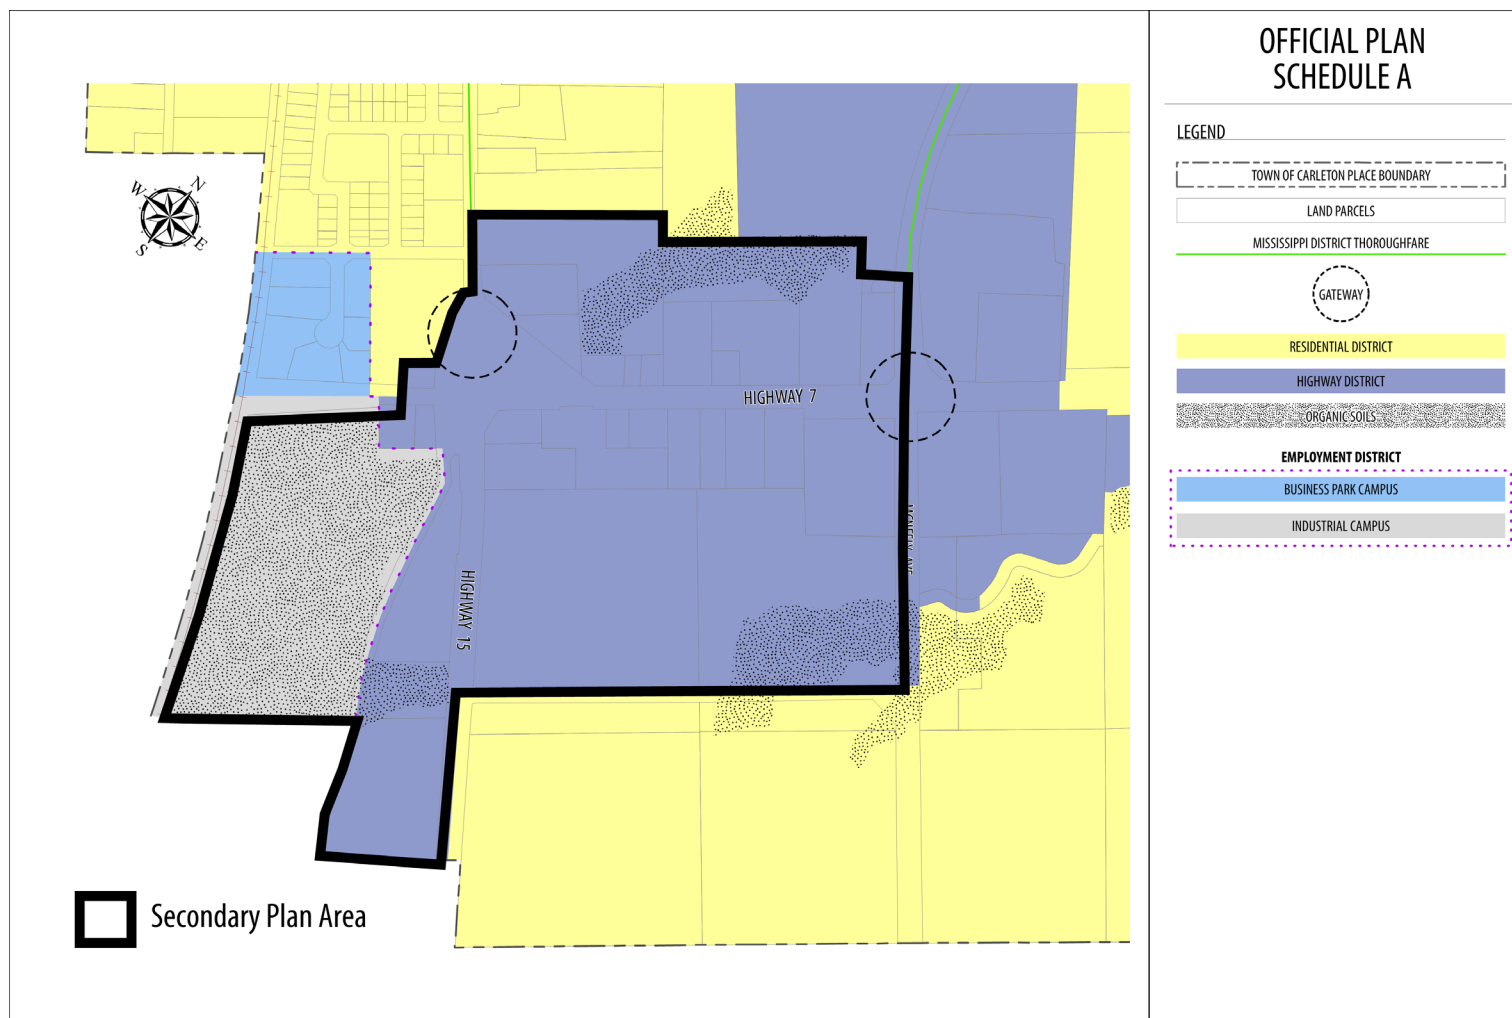 OFFICIAL PLAN
SCHEDULE A
LEGEND
TOWN OF CARLETON PLACE BOUNDARY
LAND PARCELS
MISSISSIPPI DISTRICT THOROUGHFARE
GATEWAY
RESIDENTIAL DISTRICT
HIGHWAY DISTRICT
ORGANIC SOILS
EMPLOYMENT DISTRICT
BUSINESS PARK CAMPUS
INDUSTRIAL CAMPUS
W
N
S
E
HIGHWAY 7
HIGHWAY 15
Secondary Plan Area